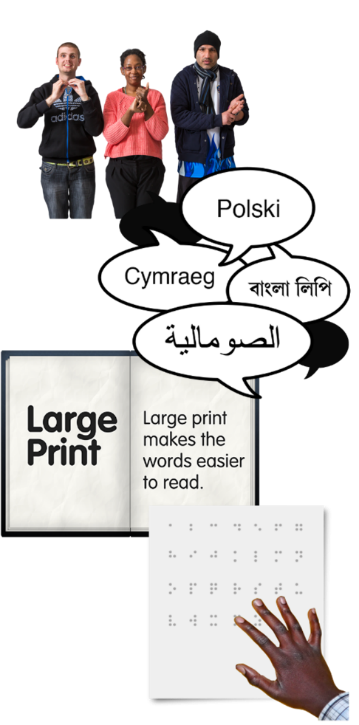 adidas
Polski
Cymraeg
বাংলা লিপি
الصومالية
Large
Print
Large print
makes the
words easier
to read.